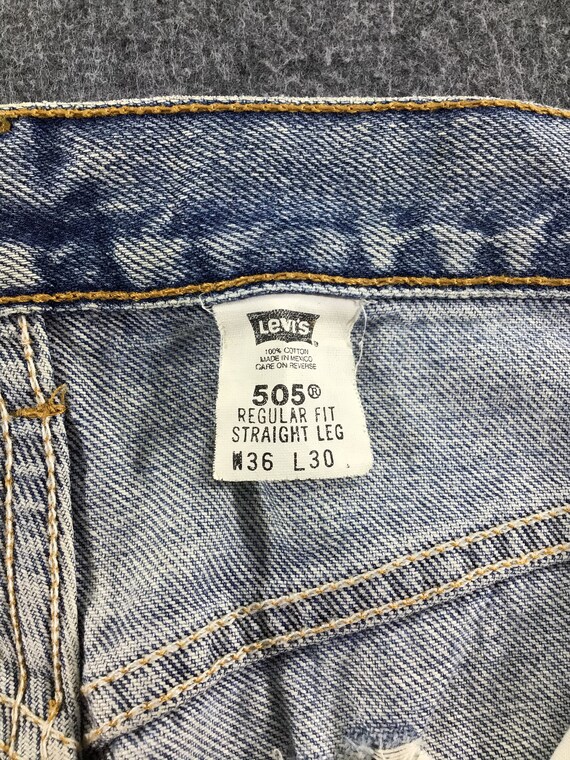 Levi's
100% COTTON
MADE IN MEXICO
CARE ON REVERSE
505®
REGULAR FIT
STRAIGHT LEG
W36 L30